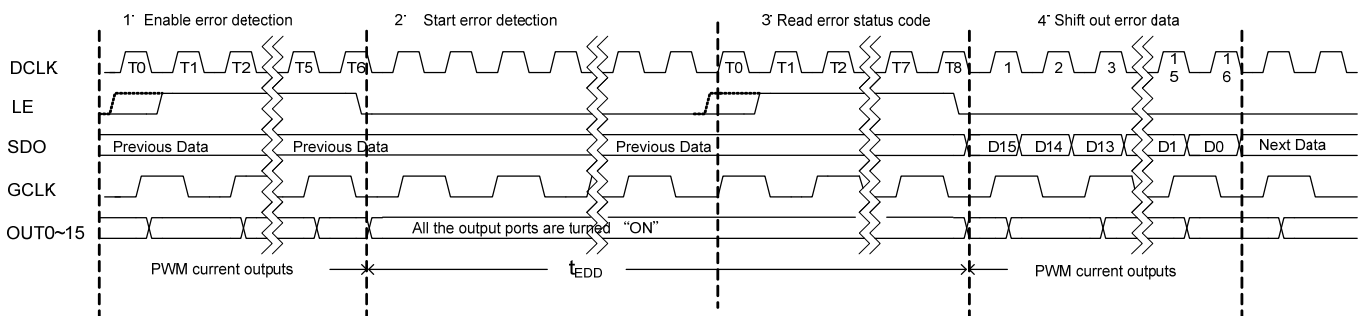 1. Enable error detection 2. Start error detection 3. Read error status code 4. Shift out error data
DCLK T0 T1 T2 T5 T6 T0 T1 T2 T7 T8 1 2 3 15 16
LE
SDO Previous Data Previous Data Previous Data D15 D14 D13 D1 D0 Next Data
GCLK
OUT0~15 All the output ports are turned “ON”
PWM current outputs tEDD PWM current outputs